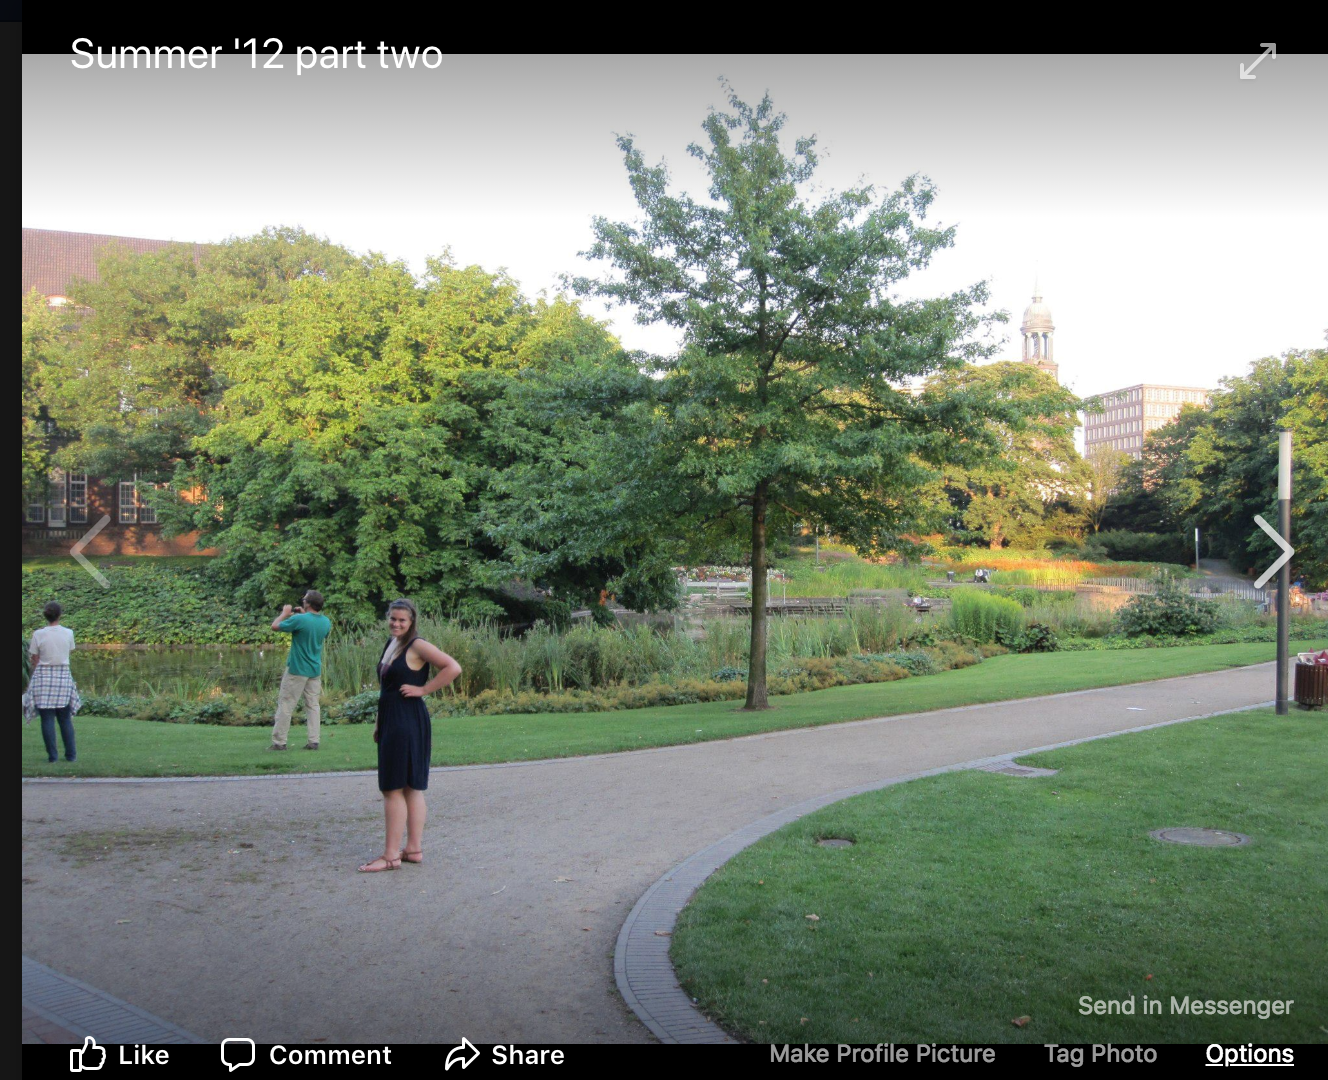 Summer '12 part two
Send in Messenger
Like Comment Share Make Profile Picture Tag Photo Options